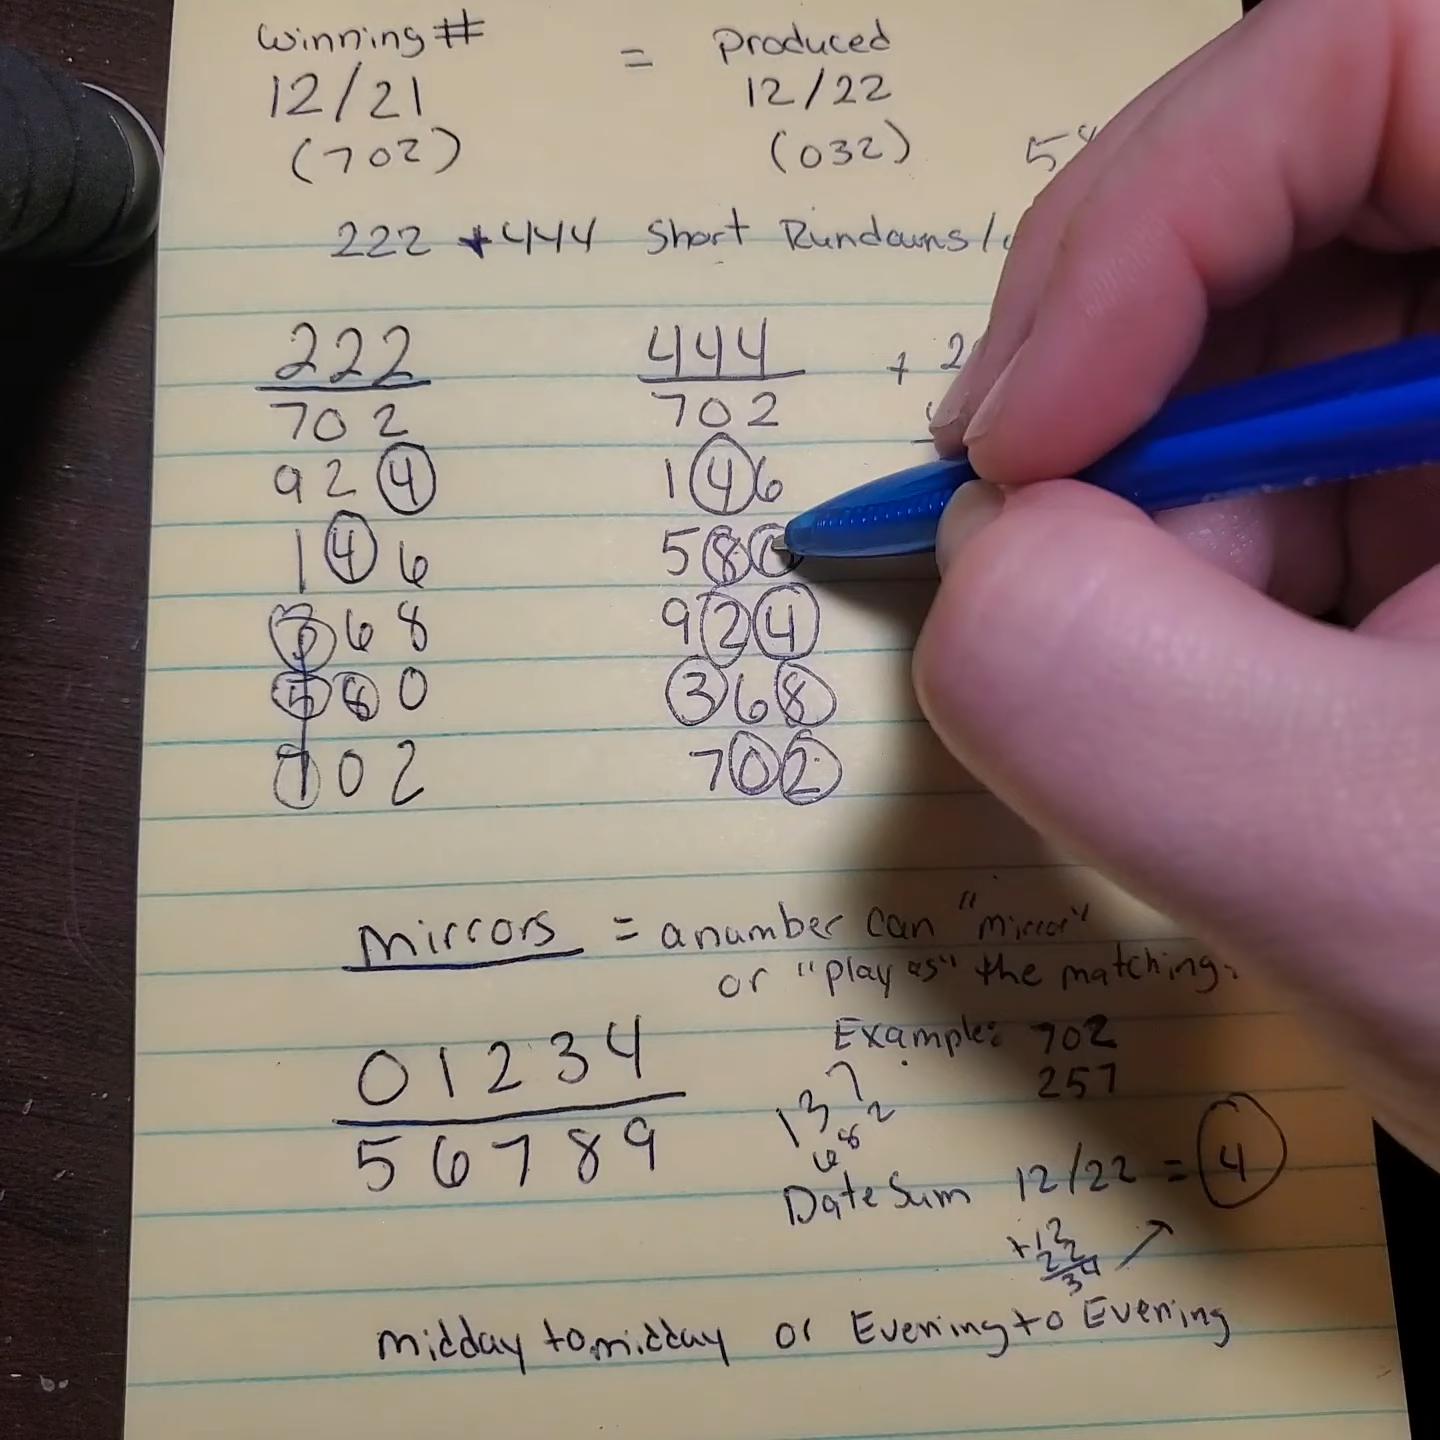 Winning # = Produced
12/21 12/22
(702) (032) 5
222 + 444 Short Rundowns/
222 444 + 2
702 702
924 146
146 58
368 924
580 368
702 702
Mirrors = a number can "mirror"
or "play as" the matching
Example: 702
257
01234
56789
137
682
Date Sum 12/22 = 4
+12
22
34
Midday to midday or Evening to Evening